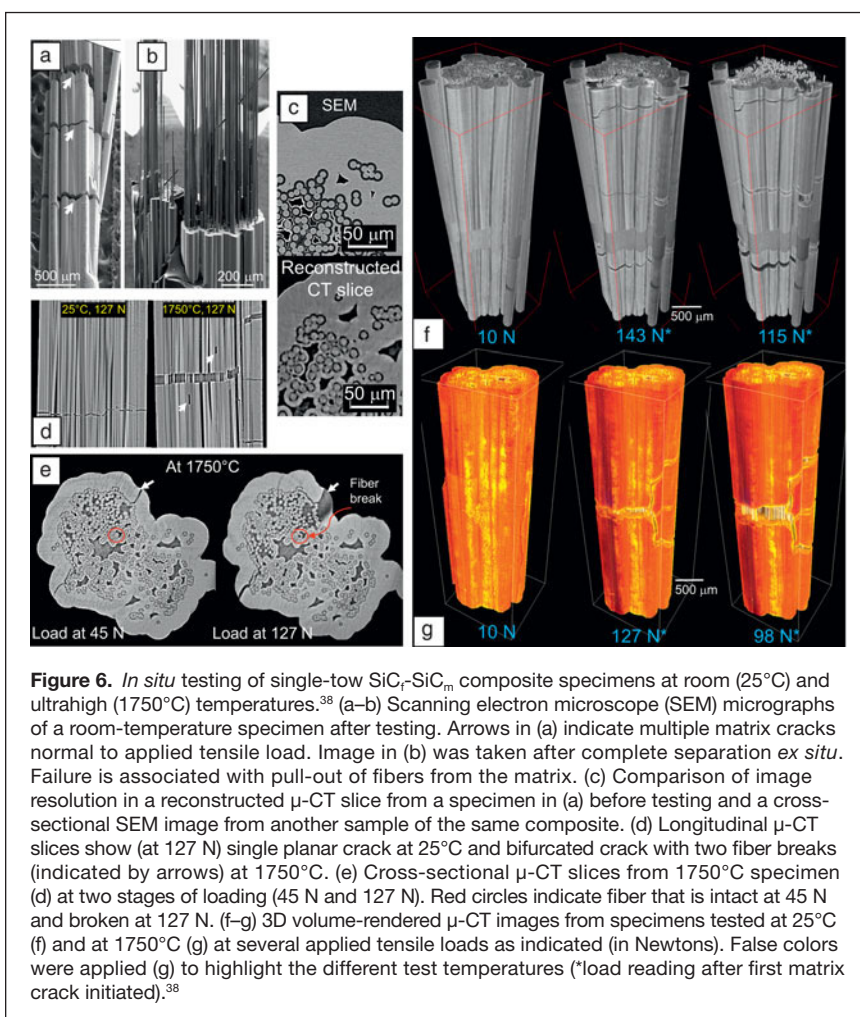 a
b
c
SEM
50 μm
Reconstructed
CT slice
50 μm
500 μm
200 μm
25°C, 127 N
1750°C, 127 N
d
e
At 1750°C
Fiber
break
Load at 45 N
Load at 127 N
500 μm
f
10 N
143 N*
115 N*
500 μm
g
10 N
127 N*
98 N*
Figure 6. In situ testing of single-tow SiCf-SiCm composite specimens at room (25°C) and
ultrahigh (1750°C) temperatures.38 (a–b) Scanning electron microscope (SEM) micrographs
of a room-temperature specimen after testing. Arrows in (a) indicate multiple matrix cracks
normal to applied tensile load. Image in (b) was taken after complete separation ex situ.
Failure is associated with pull-out of fibers from the matrix. (c) Comparison of image
resolution in a reconstructed μ-CT slice from a specimen in (a) before testing and a cross-
sectional SEM image from another sample of the same composite. (d) Longitudinal μ-CT
slices show (at 127 N) single planar crack at 25°C and bifurcated crack with two fiber breaks
(indicated by arrows) at 1750°C. (e) Cross-sectional μ-CT slices from 1750°C specimen
(d) at two stages of loading (45 N and 127 N). Red circles indicate fiber that is intact at 45 N
and broken at 127 N. (f–g) 3D volume-rendered μ-CT images from specimens tested at 25°C
(f) and at 1750°C (g) at several applied tensile loads as indicated (in Newtons). False colors
were applied (g) to highlight the different test temperatures (*load reading after first matrix
crack initiated).38